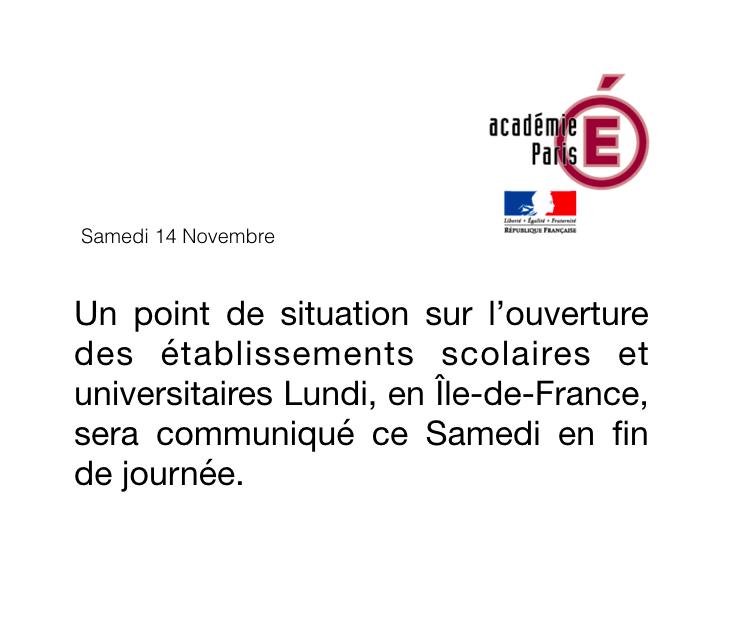 académie
Paris
É
Liberté • Égalité • Fraternité
RÉPUBLIQUE FRANÇAISE
Samedi 14 Novembre
Un point de situation sur l’ouverture
des établissements scolaires et
universitaires Lundi, en Île-de-France,
sera communiqué ce Samedi en fin
de journée.